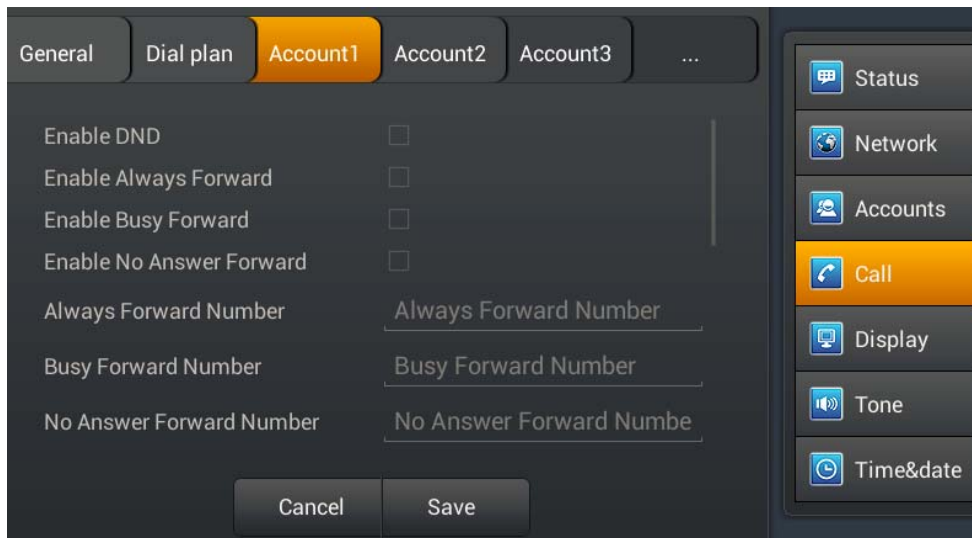 General Dial plan Account1 Account2 Account3 ...
Enable DND
Enable Always Forward
Enable Busy Forward
Enable No Answer Forward
Always Forward Number Always Forward Number
Busy Forward Number Busy Forward Number
No Answer Forward Number No Answer Forward Numbe
Cancel Save
Status
Network
Accounts
Call
Display
Tone
Time&date